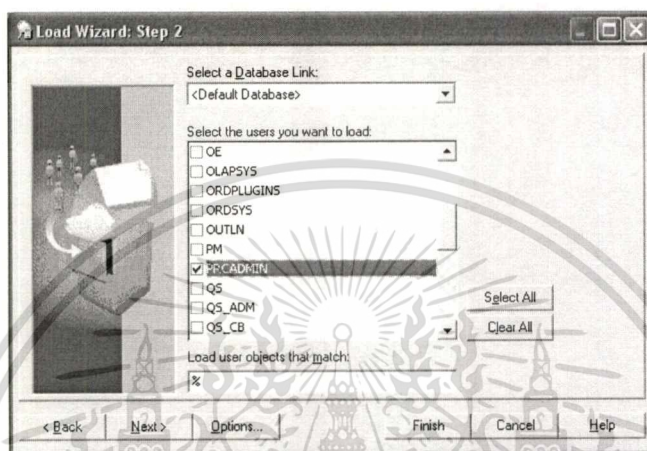 Load Wizard: Step 2
Select a Database Link:
<Default Database>
Select the users you want to load:
OE
OLAPSYS
ORDPLUGINS
ORDSYS
OUTLN
PM
PRCADMIN
QS
QS_ADM
QS_CB
Select All
Clear All
Load user objects that match:
%
< Back
Next >
Options...
Finish
Cancel
Help